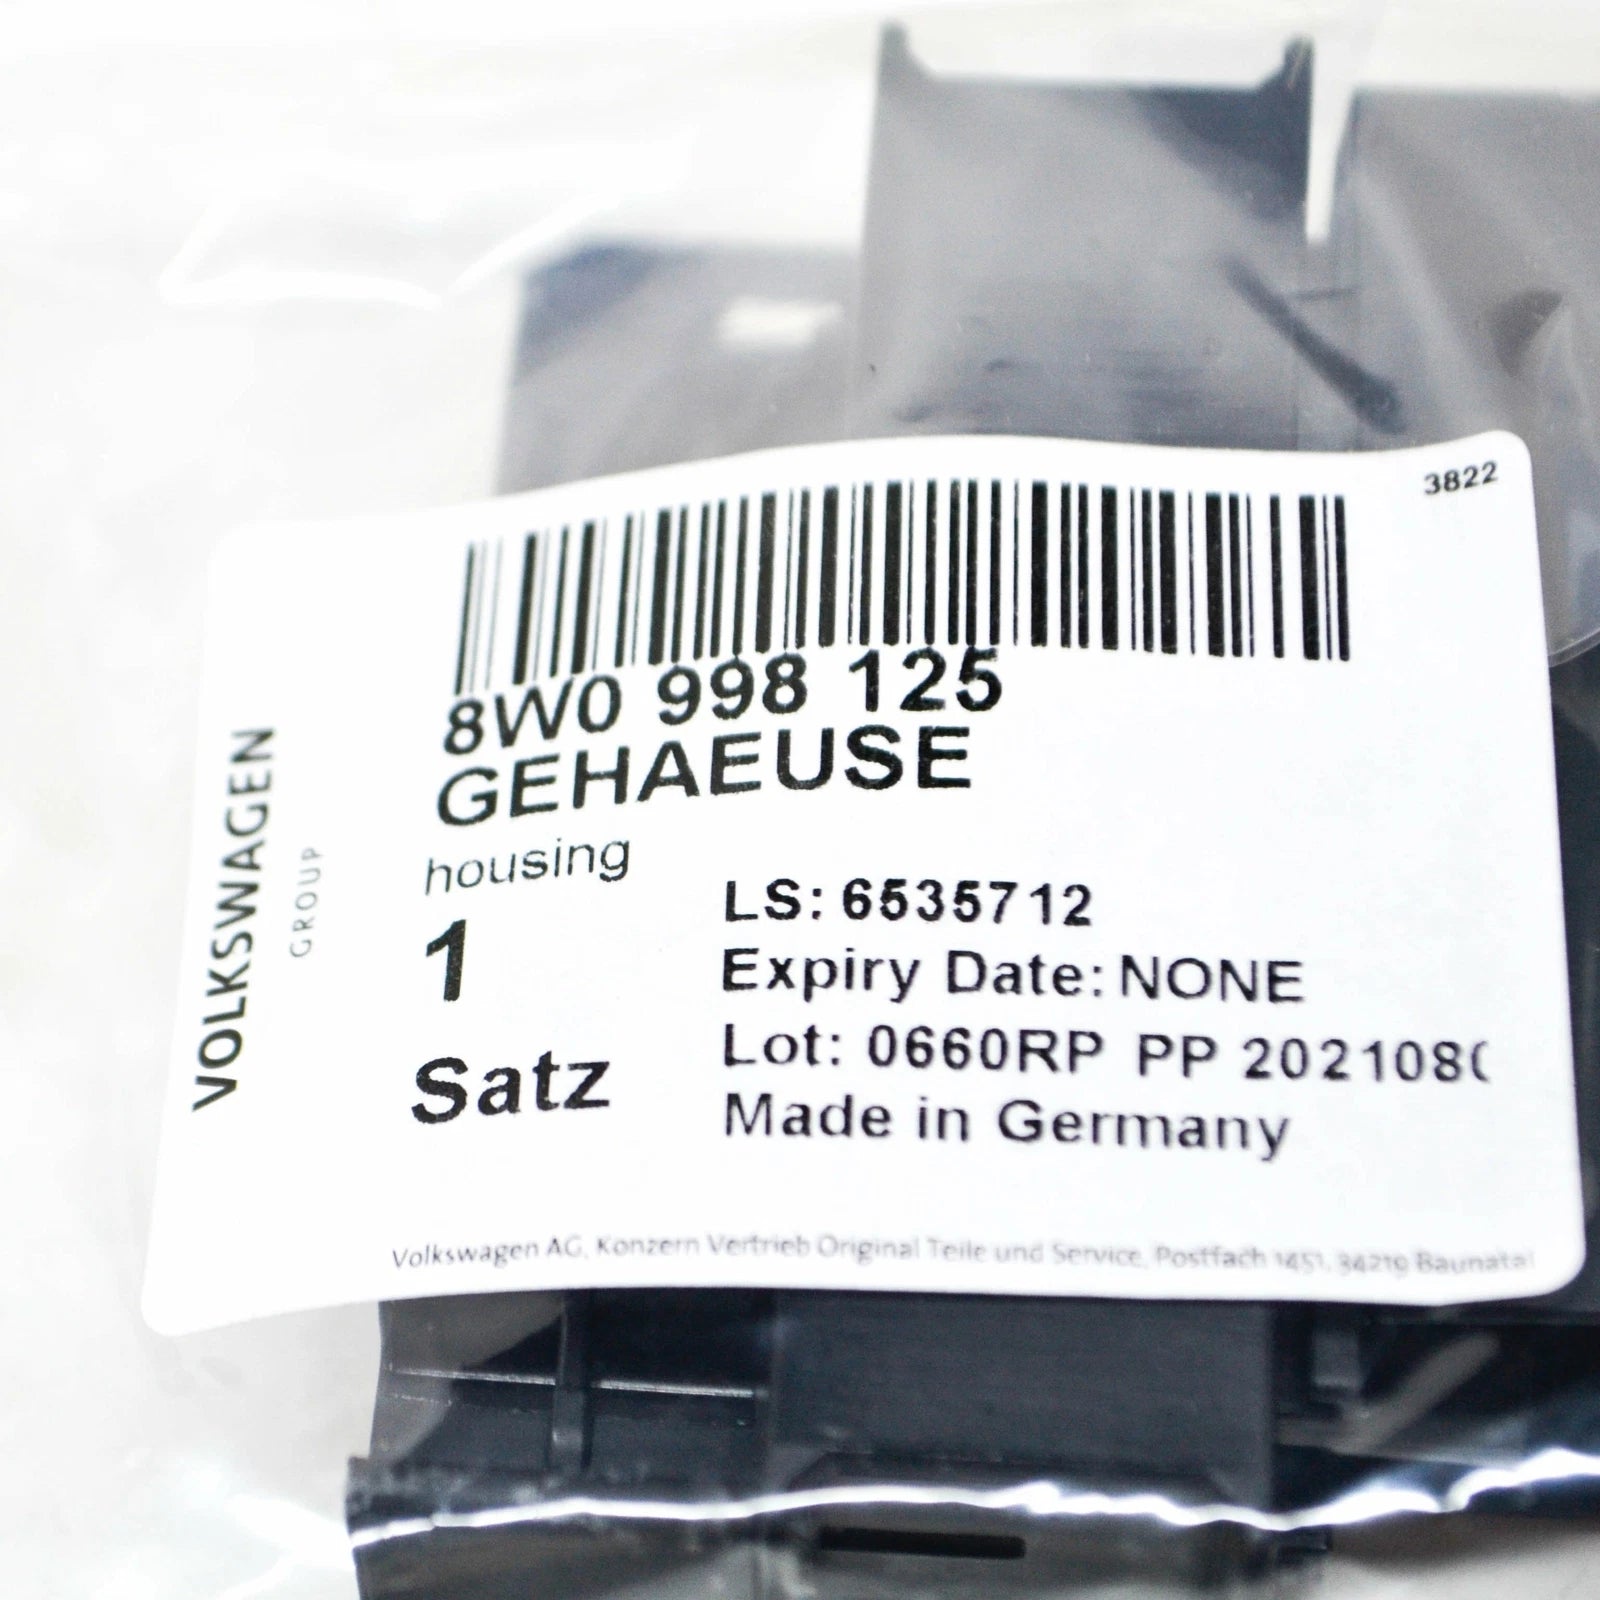 3822
8W0 998 125
GEHAEUSE
housing
1
Satz
LS: 6535712
Expiry Date: NONE
Lot: 0660RP PP 2021080
Made in Germany
VOLKSWAGEN
GROUP
Volkswagen AG, Konzern Vertrieb Original Teile und Service, Postfach 1451, 34219 Baunatal